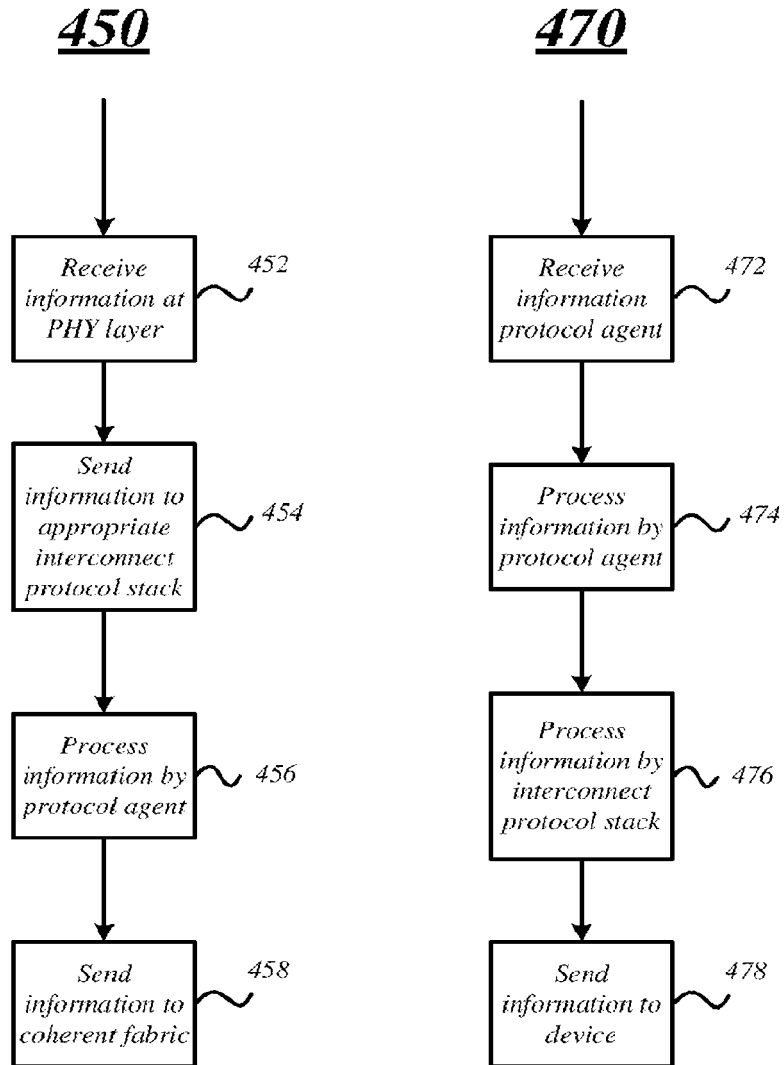 450
Receive
information at
PHY layer
452
Send
information to
appropriate
interconnect
protocol stack
454
Process
information by
protocol agent
456
Send
information to
coherent fabric
458
470
Receive
information
protocol agent
472
Process
information by
protocol agent
474
Process
information by
interconnect
protocol stack
476
Send
information to
device
478